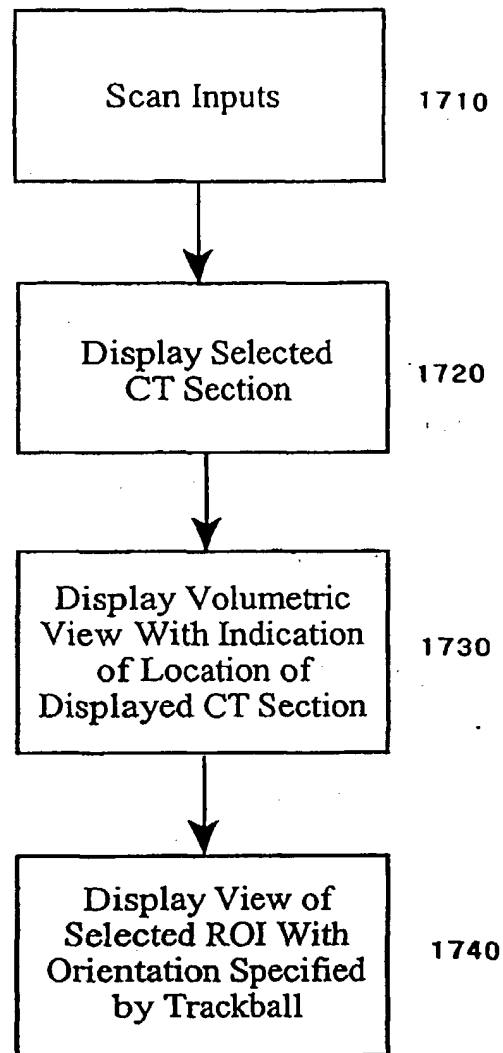 Scan Inputs
1710
Display Selected
CT Section
1720
Display Volumetric
View With Indication
of Location of
Displayed CT Section
1730
Display View of
Selected ROI With
Orientation Specified
by Trackball
1740